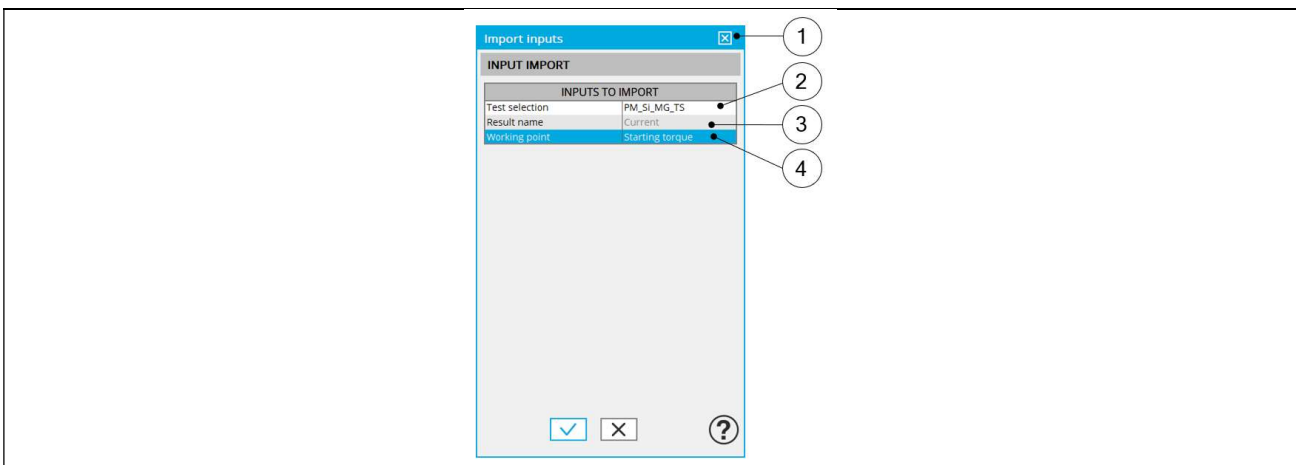 Import inputs
1
INPUT IMPORT
2
INPUTS TO IMPORT
Test selection PM_Si_MG_TS
Result name Current
3
Working point Starting torque
4
?